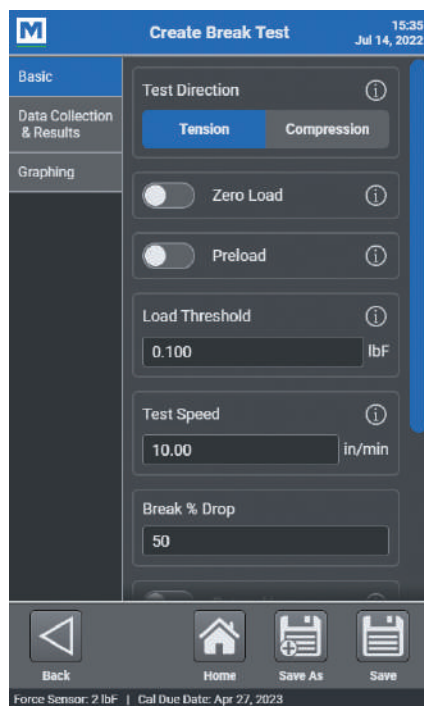 M
Create Break Test
15:35
Jul 14, 2022
Basic
Data Collection
& Results
Graphing
Test Direction
Tension Compression
Zero Load
Preload
Load Threshold
0.100 lbF
Test Speed
10.00 in/min
Break % Drop
50
Back Home Save As Save
Force Sensor: 2 lbF | Cal Due Date: Apr 27, 2023